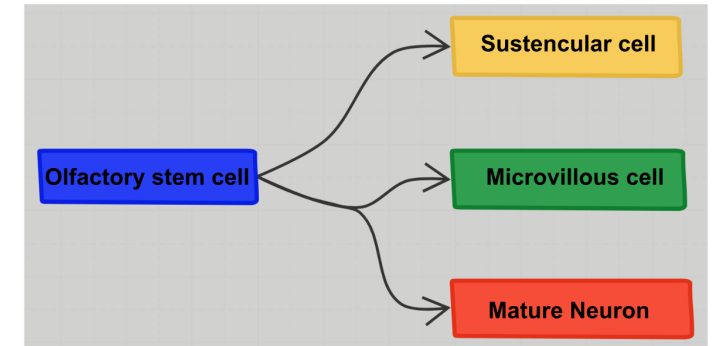 Sustencular cell
Olfactory stem cell
Microvillous cell
Mature Neuron